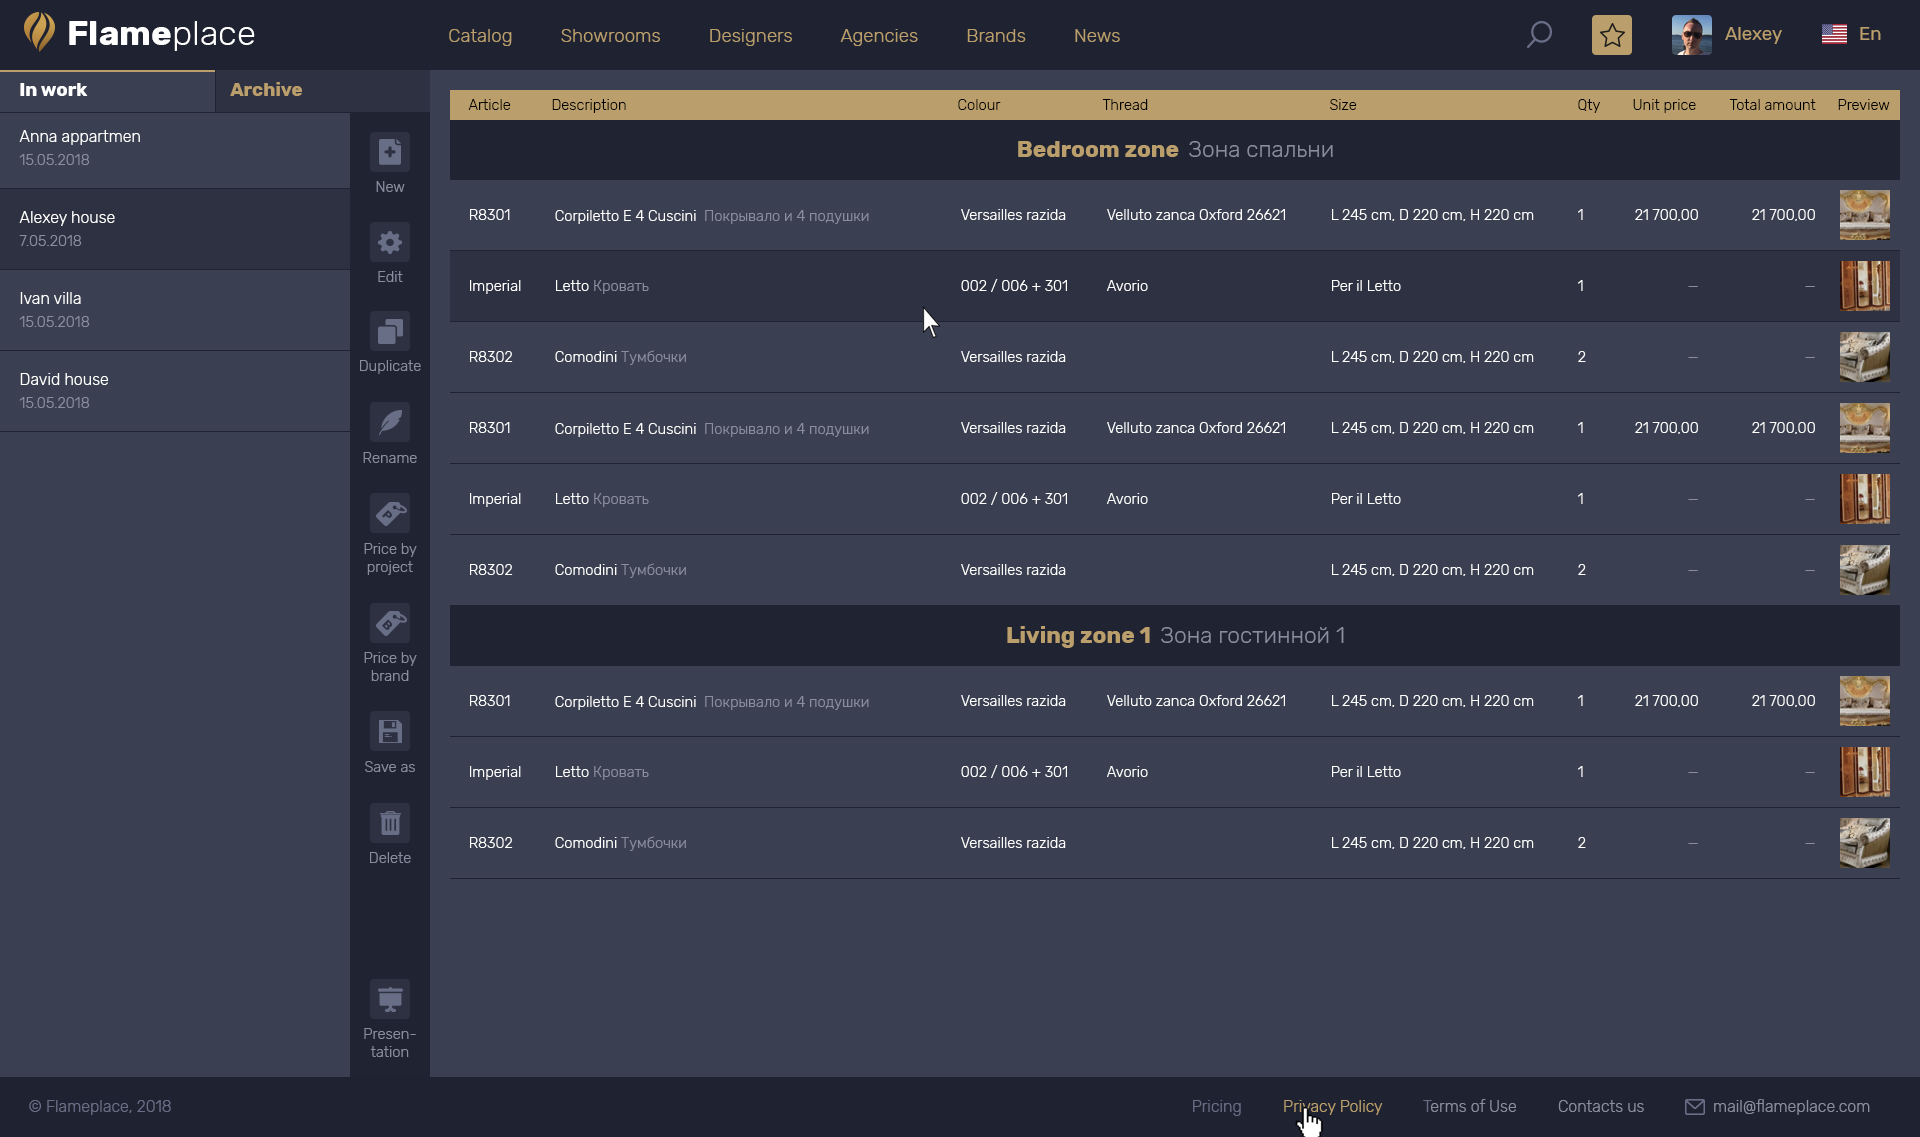 Flameplace
Catalog Showrooms Designers Agencies Brands News
Alexey En
In work Archive
Anna appartmen
15.05.2018
Alexey house
7.05.2018
Ivan villa
15.05.2018
David house
15.05.2018
New
Edit
Duplicate
Rename
P
Price by
project
B
Price by
brand
Save as
Delete
Presen-
tation
Article Description Colour Thread Size Qty Unit price Total amount Preview
Bedroom zone Зона спальни
R8301 Corpiletto E 4 Cuscini Покрывало и 4 подушки Versailles razida Velluto zanca Oxford 26621 L 245 cm, D 220 cm, H 220 cm 1 21 700,00 21 700,00
Imperial Letto Кровать 002 / 006 + 301 Avorio Per il Letto 1 — —
R8302 Comodini Тумбочки Versailles razida L 245 cm, D 220 cm, H 220 cm 2 — —
R8301 Corpiletto E 4 Cuscini Покрывало и 4 подушки Versailles razida Velluto zanca Oxford 26621 L 245 cm, D 220 cm, H 220 cm 1 21 700,00 21 700,00
Imperial Letto Кровать 002 / 006 + 301 Avorio Per il Letto 1 — —
R8302 Comodini Тумбочки Versailles razida L 245 cm, D 220 cm, H 220 cm 2 — —
Living zone 1 Зона гостинной 1
R8301 Corpiletto E 4 Cuscini Покрывало и 4 подушки Versailles razida Velluto zanca Oxford 26621 L 245 cm, D 220 cm, H 220 cm 1 21 700,00 21 700,00
Imperial Letto Кровать 002 / 006 + 301 Avorio Per il Letto 1 — —
R8302 Comodini Тумбочки Versailles razida L 245 cm, D 220 cm, H 220 cm 2 — —
© Flameplace, 2018
Pricing Privacy Policy Terms of Use Contacts us mail@flameplace.com